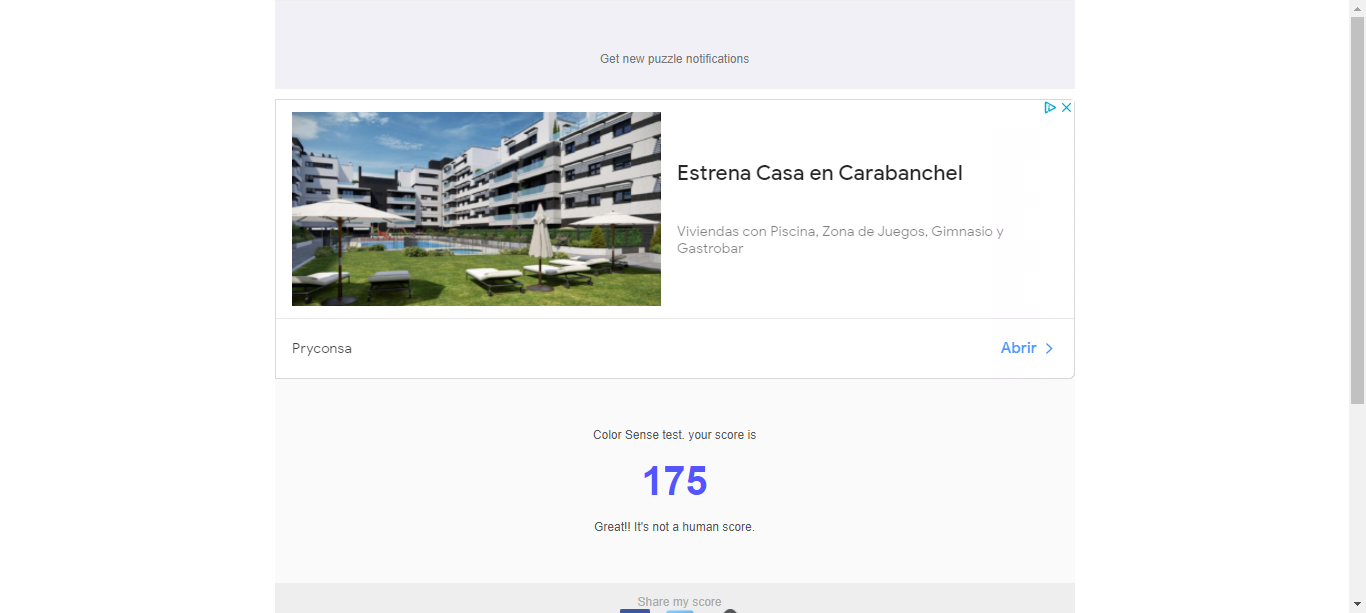 Get new puzzle notifications
Estrena Casa en Carabanchel
Viviendas con Piscina, Zona de Juegos, Gimnasio y
Gastrobar
Pryconsa
Abrir
Color Sense test. your score is
175
Great!! It's not a human score.
Share my score